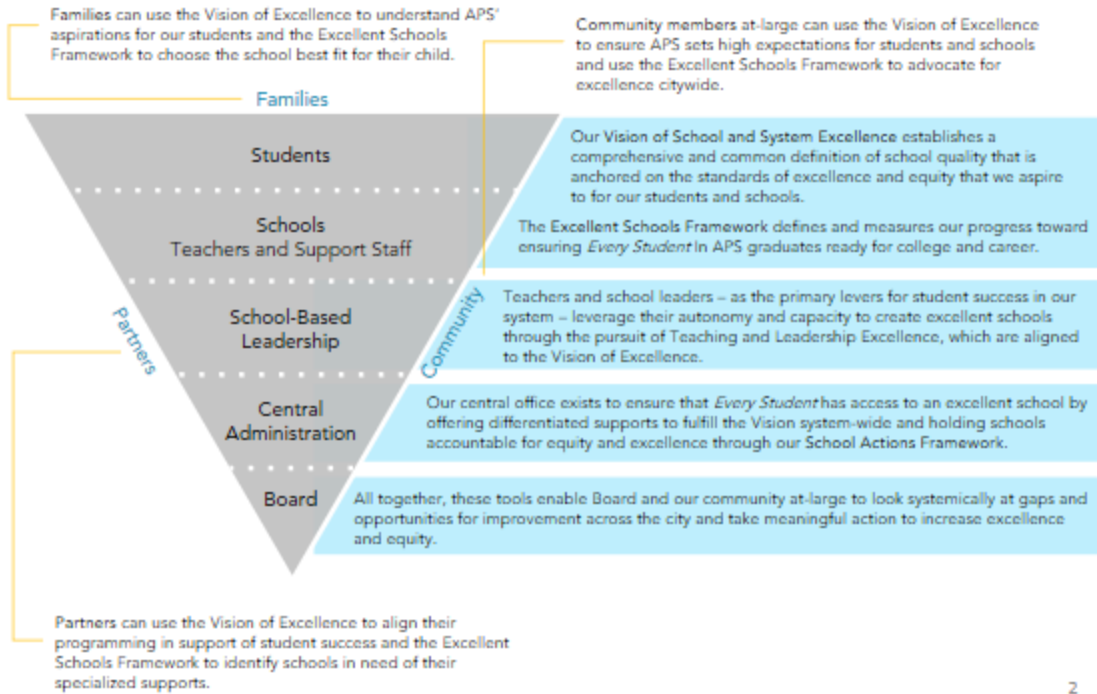 Families can use the Vision of Excellence to understand APS'
aspirations for our students and the Excellent Schools
Framework to choose the school best fit for their child.
Community members at-large can use the Vision of Excellence
to ensure APS sets high expectations for students and schools
and use the Excellent Schools Framework to advocate for
excellence citywide.
Families
Students
Our Vision of School and System Excellence establishes a
comprehensive and common definition of school quality that is
anchored on the standards of excellence and equity that we aspire
to for our students and schools.
Schools
Teachers and Support Staff
The Excellent Schools Framework defines and measures our progress toward
ensuring Every Student In APS graduates ready for college and career.
Partners
School-Based
Leadership
Community
Teachers and school leaders – as the primary levers for student success in our
system – leverage their autonomy and capacity to create excellent schools
through the pursuit of Teaching and Leadership Excellence, which are aligned
to the Vision of Excellence.
Central
Administration
Our central office exists to ensure that Every Student has access to an excellent school by
offering differentiated supports to fulfill the Vision system-wide and holding schools
accountable for equity and excellence through our School Actions Framework.
Board
All together, these tools enable Board and our community at-large to look systemically at gaps and
opportunities for improvement across the city and take meaningful action to increase excellence
and equity.
Partners can use the Vision of Excellence to align their
programming in support of student success and the Excellent
Schools Framework to identify schools in need of their
specialized supports.
2